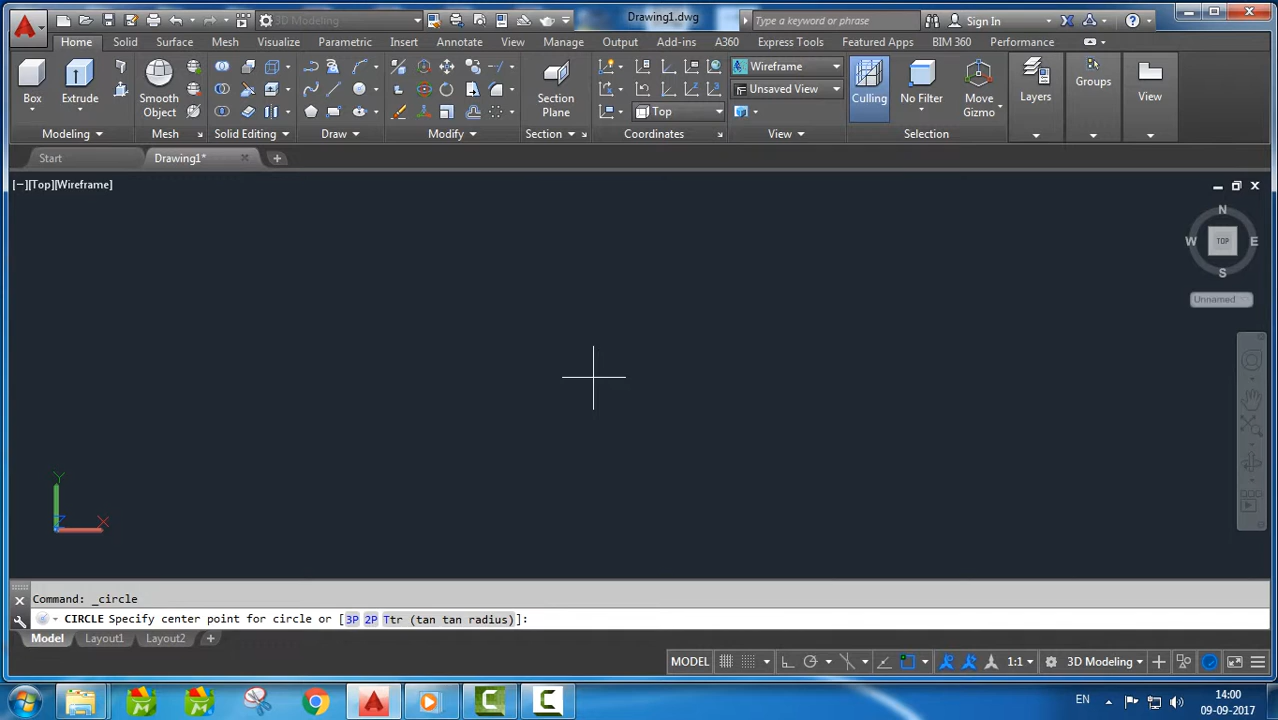 3D Modeling
Drawing1.dwg
Type a keyword or phrase
Sign In
Home Solid Surface Mesh Visualize Parametric Insert Annotate View Manage Output Add-ins A360 Express Tools Featured Apps BIM 360 Performance
Box
Extrude
Smooth
Object
Section
Plane
Wireframe
Unsaved View
Top
Culling
No Filter
Move
Gizmo
Layers
Groups
View
Modeling Mesh Solid Editing Draw Modify Section Coordinates View Selection
Start Drawing1*
[−][Top][Wireframe]
N
W TOP E
S
Unnamed
Y
Z X
Command: _circle
CIRCLE Specify center point for circle or [3P 2P Ttr (tan tan radius)]:
Model Layout1 Layout2
MODEL 1:1 3D Modeling
EN 14:00
09-09-2017